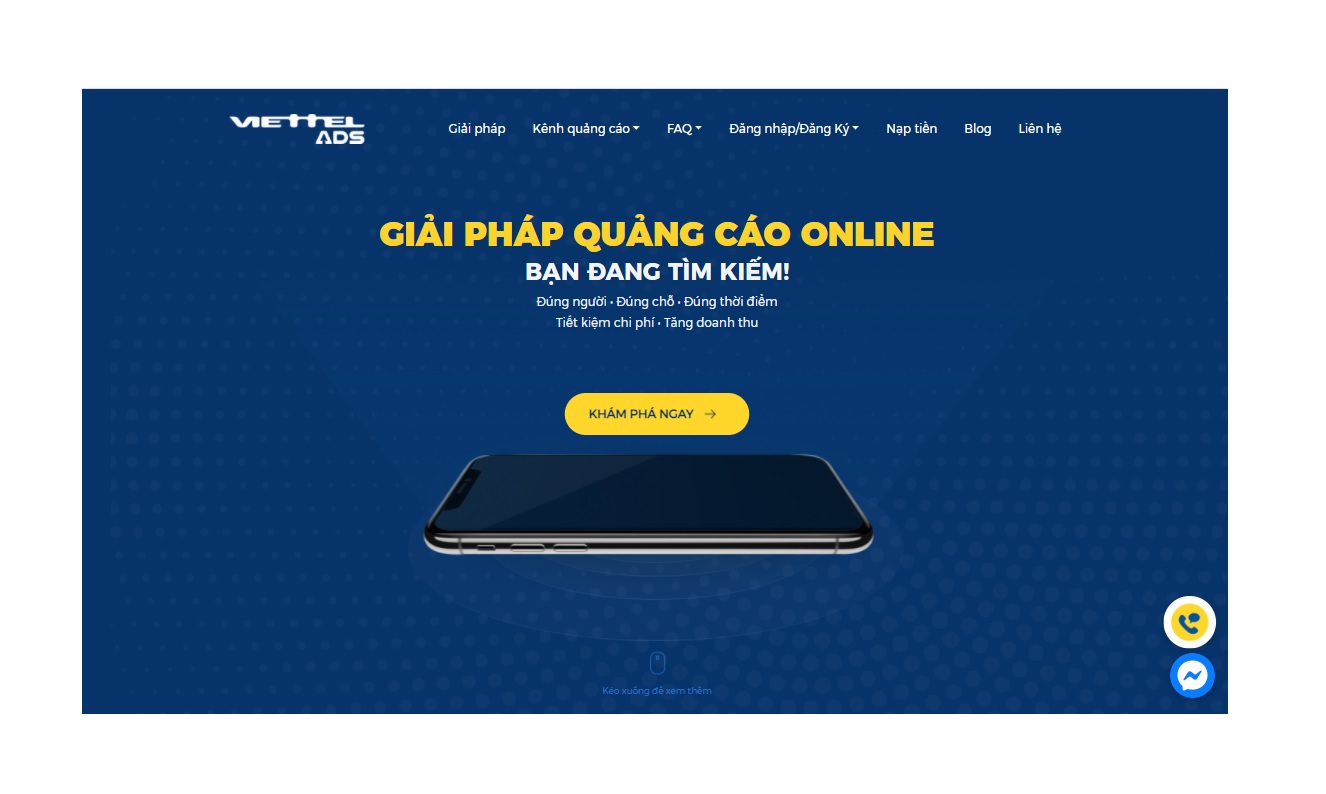 VIETTEL
ADS
Giải pháp
Kênh quảng cáo
FAQ
Đăng nhập/Đăng Ký
Nạp tiền
Blog
Liên hệ
GIẢI PHÁP QUẢNG CÁO ONLINE
BẠN ĐANG TÌM KIẾM!
Đúng người • Đúng chỗ • Đúng thời điểm
Tiết kiệm chi phí • Tăng doanh thu
KHÁM PHÁ NGAY →
Kéo xuống để xem thêm